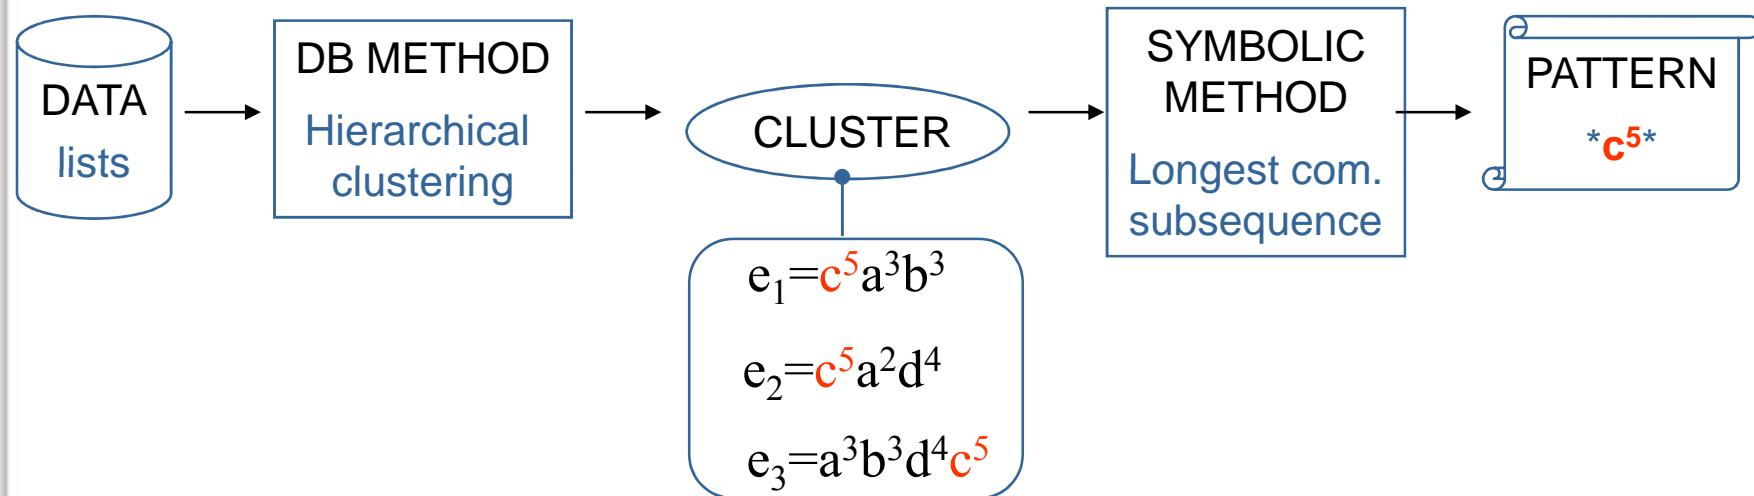 DATA
lists
DB METHOD
Hierarchical
clustering
CLUSTER
e₁=c⁵a³b³
e₂=c⁵a²d⁴
e₃=a³b³d⁴c⁵
SYMBOLIC
METHOD
Longest com.
subsequence
PATTERN
*c⁵*